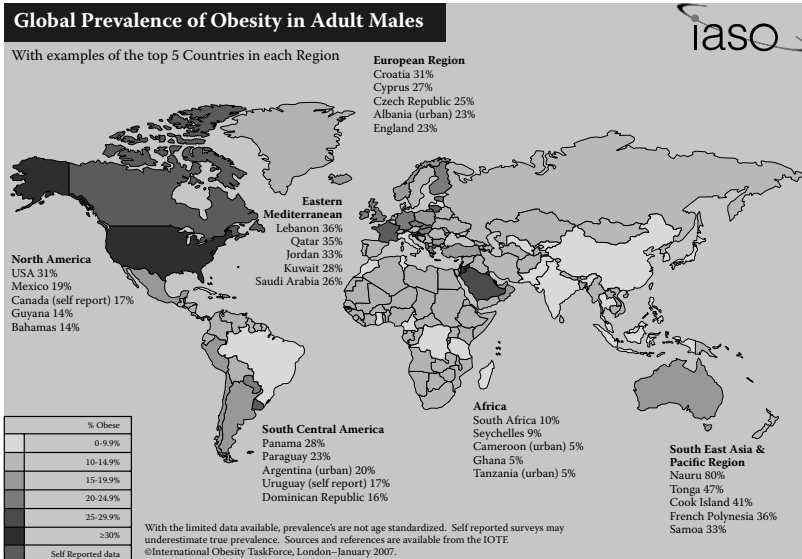 Global Prevalence of Obesity in Adult Males
iaso
With examples of the top 5 Countries in each Region
European Region
Croatia 31%
Cyprus 27%
Czech Republic 25%
Albania (urban) 23%
England 23%
Eastern
Mediterranean
Lebanon 36%
Qatar 35%
Jordan 33%
Kuwait 28%
Saudi Arabia 26%
North America
USA 31%
Mexico 19%
Canada (self report) 17%
Guyana 14%
Bahamas 14%
South Central America
Panama 28%
Paraguay 23%
Argentina (urban) 20%
Uruguay (self report) 17%
Dominican Republic 16%
Africa
South Africa 10%
Seychelles 9%
Cameroon (urban) 5%
Ghana 5%
Tanzania (urban) 5%
South East Asia &
Pacific Region
Nauru 80%
Tonga 47%
Cook Island 41%
French Polynesia 36%
Samoa 33%
% Obese
0-9.9%
10-14.9%
15-19.9%
20-24.9%
25-29.9%
≥30%
Self Reported data
With the limited data available, prevalence's are not age standardized. Self reported surveys may
underestimate true prevalence. Sources and references are available from the IOTF.
©International Obesity TaskForce, London–January 2007.